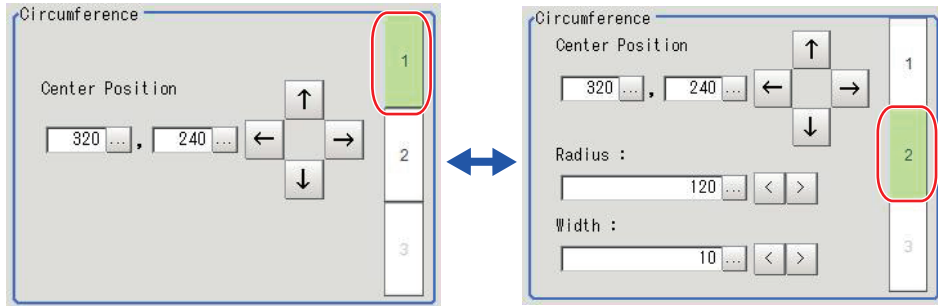 Circumference
Center Position
320 ... , 240 ... ← ↑ ↓ →
1
2
3
Circumference
Center Position
320 ... , 240 ... ← ↑ ↓ →
Radius :
120 ... < >
Width :
10 ... < >
1
2
3